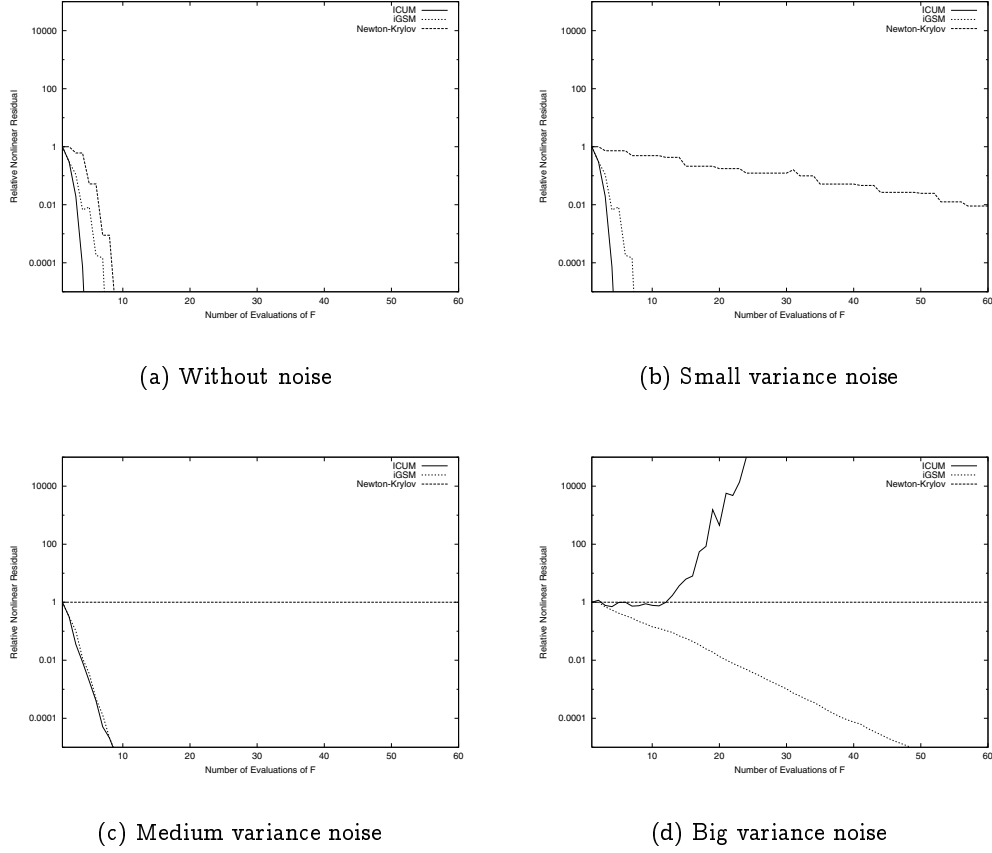 ICUM
iGSM
Newton-Krylov
10000
100
1
0.01
0.0001
Relative Nonlinear Residual
10 20 30 40 50 60
Number of Evaluations of F
(a) Without noise
ICUM
iGSM
Newton-Krylov
10000
100
1
0.01
0.0001
Relative Nonlinear Residual
10 20 30 40 50 60
Number of Evaluations of F
(b) Small variance noise
ICUM
iGSM
Newton-Krylov
10000
100
1
0.01
0.0001
Relative Nonlinear Residual
10 20 30 40 50 60
Number of Evaluations of F
(c) Medium variance noise
ICUM
iGSM
Newton-Krylov
10000
100
1
0.01
0.0001
Relative Nonlinear Residual
10 20 30 40 50 60
Number of Evaluations of F
(d) Big variance noise